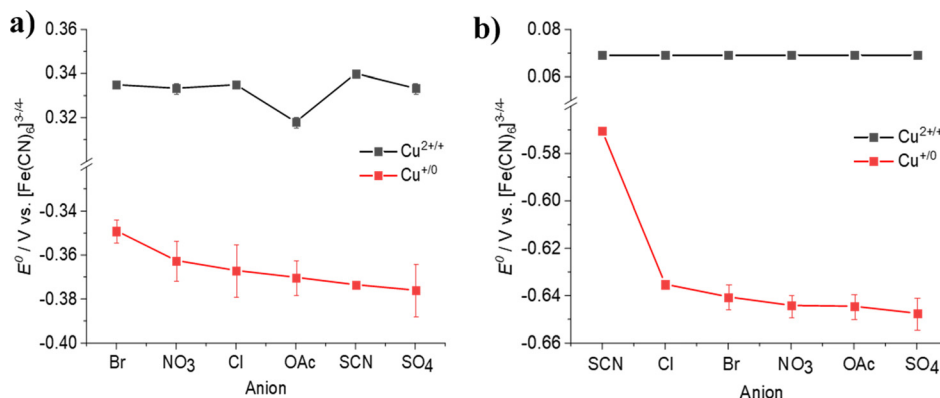 a)
E⁰ / V vs. [Fe(CN)₆]³⁻/⁴⁻
0.36
0.34
0.32
-0.34
-0.36
-0.38
-0.40
Cu²⁺/⁺
Cu⁺/⁰
Br NO₃ Cl OAc SCN SO₄
Anion
b)
E⁰ / V vs. [Fe(CN)₆]³⁻/⁴⁻
0.08
0.06
-0.58
-0.60
-0.62
-0.64
-0.66
Cu²⁺/⁺
Cu⁺/⁰
SCN Cl Br NO₃ OAc SO₄
Anion